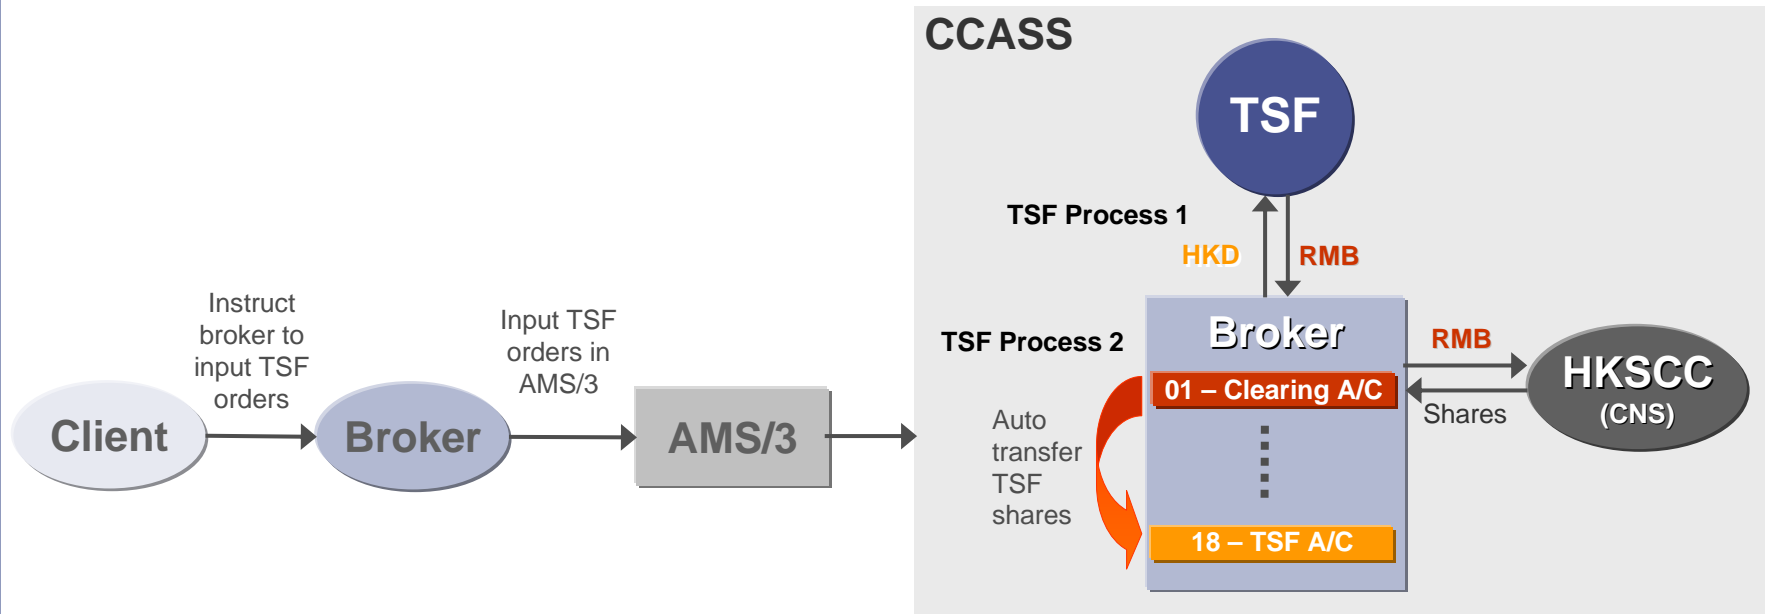 CCASS
TSF
TSF Process 1
HKD
RMB
Instruct
broker to
input TSF
orders
Input TSF
orders in
AMS/3
Client
Broker
AMS/3
TSF Process 2
Broker
01 – Clearing A/C
Auto
transfer
TSF
shares
18 – TSF A/C
RMB
Shares
HKSCC
(CNS)